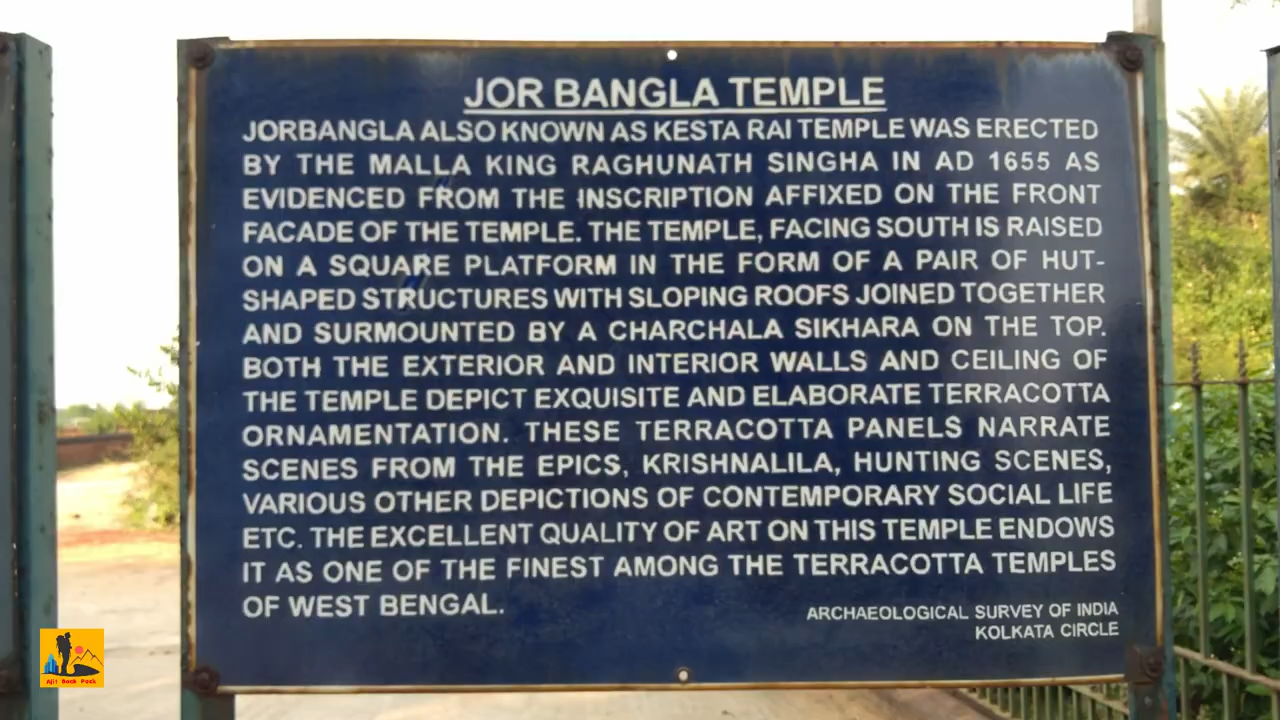 JOR BANGLA TEMPLE
JORBANGLA ALSO KNOWN AS KESTA RAI TEMPLE WAS ERECTED
BY THE MALLA KING RAGHUNATH SINGHA IN AD 1655 AS
EVIDENCED FROM THE INSCRIPTION AFFIXED ON THE FRONT
FACADE OF THE TEMPLE. THE TEMPLE, FACING SOUTH IS RAISED
ON A SQUARE PLATFORM IN THE FORM OF A PAIR OF HUT-
SHAPED STRUCTURES WITH SLOPING ROOFS JOINED TOGETHER
AND SURMOUNTED BY A CHARCHALA SIKHARA ON THE TOP.
BOTH THE EXTERIOR AND INTERIOR WALLS AND CEILING OF
THE TEMPLE DEPICT EXQUISITE AND ELABORATE TERRACOTTA
ORNAMENTATION. THESE TERRACOTTA PANELS NARRATE
SCENES FROM THE EPICS, KRISHNALILA, HUNTING SCENES,
VARIOUS OTHER DEPICTIONS OF CONTEMPORARY SOCIAL LIFE
ETC. THE EXCELLENT QUALITY OF ART ON THIS TEMPLE ENDOWS
IT AS ONE OF THE FINEST AMONG THE TERRACOTTA TEMPLES
OF WEST BENGAL.
ARCHAEOLOGICAL SURVEY OF INDIA
KOLKATA CIRCLE
Ajit Back Pack